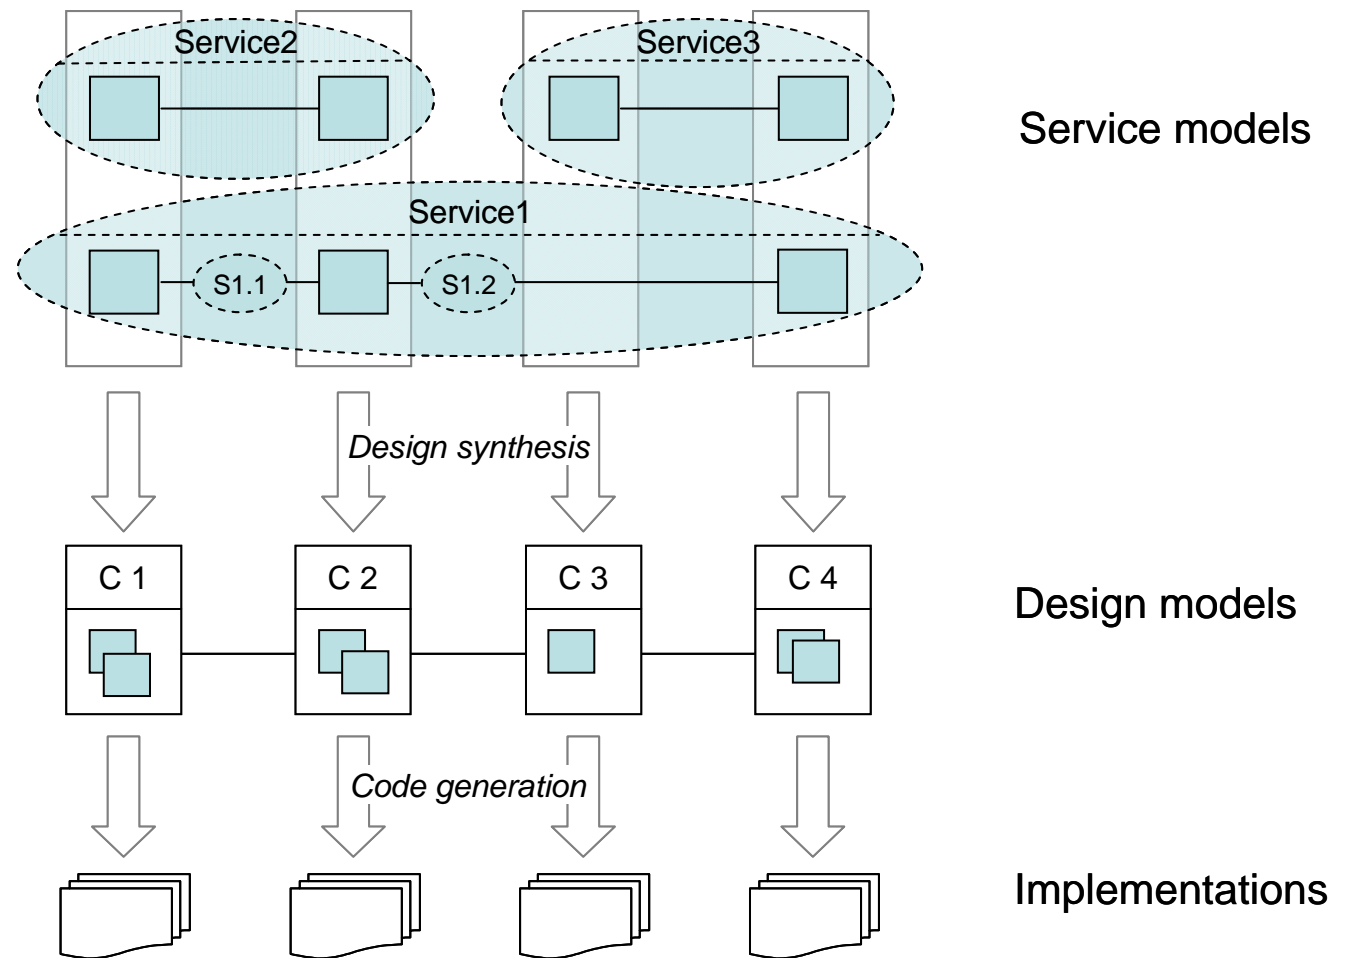 Service2
Service3
Service models
Service1
S1.1
S1.2
Design synthesis
C 1
C 2
C 3
C 4
Design models
Code generation
Implementations